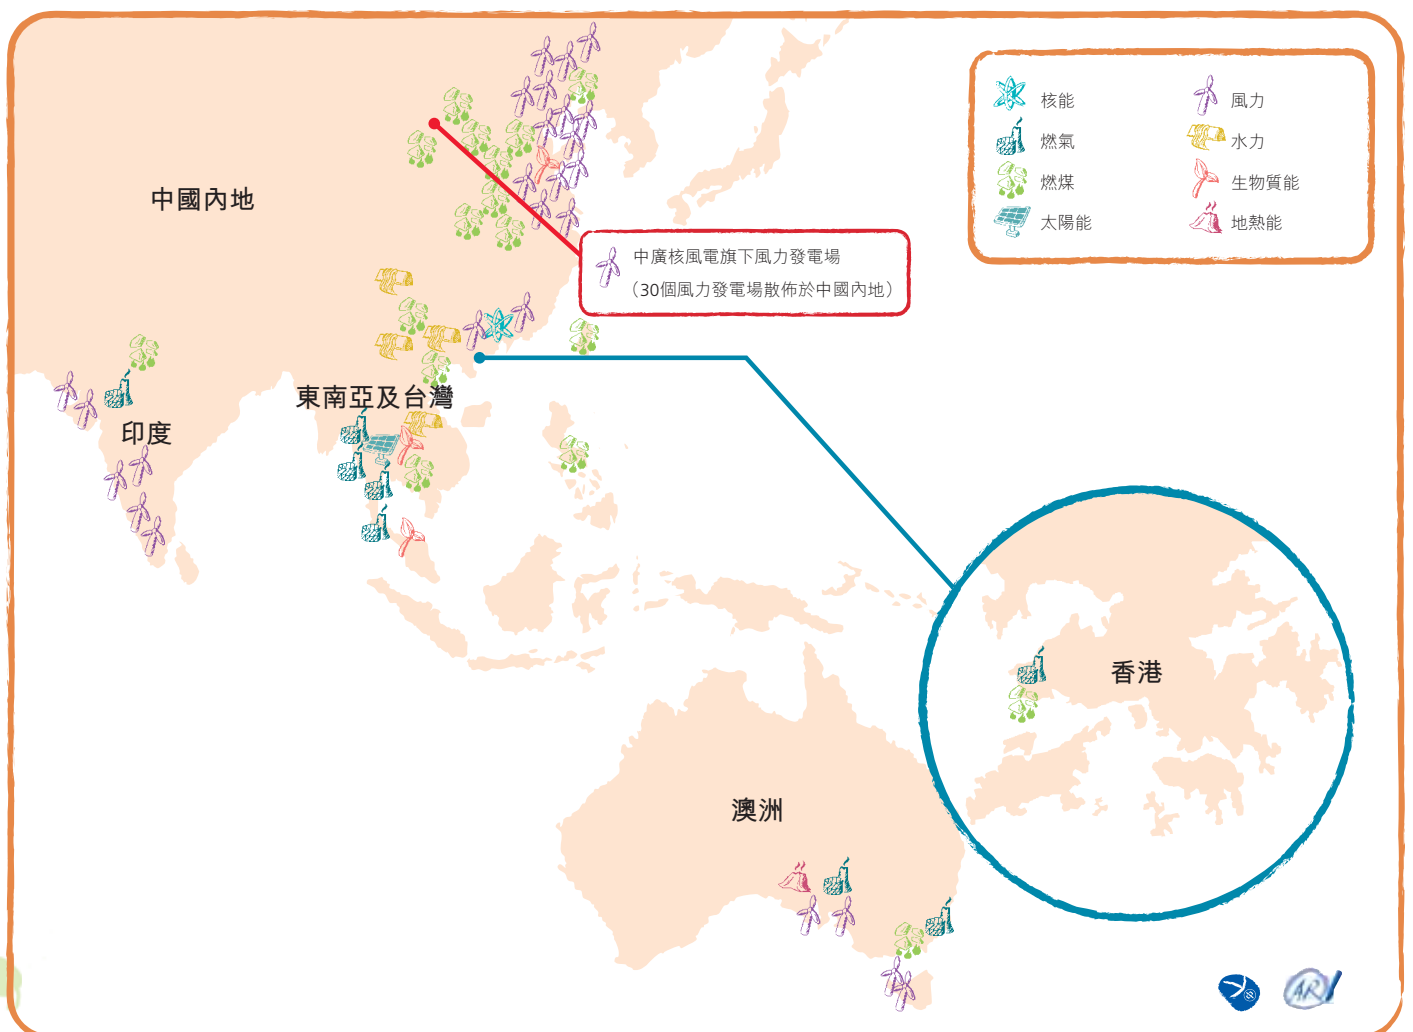 核能
風力
燃氣
水力
燃煤
生物質能
太陽能
地熱能
中國內地
中廣核風電旗下風力發電場
（30個風力發電場散佈於中國內地）
東南亞及台灣
印度
香港
澳洲
AR